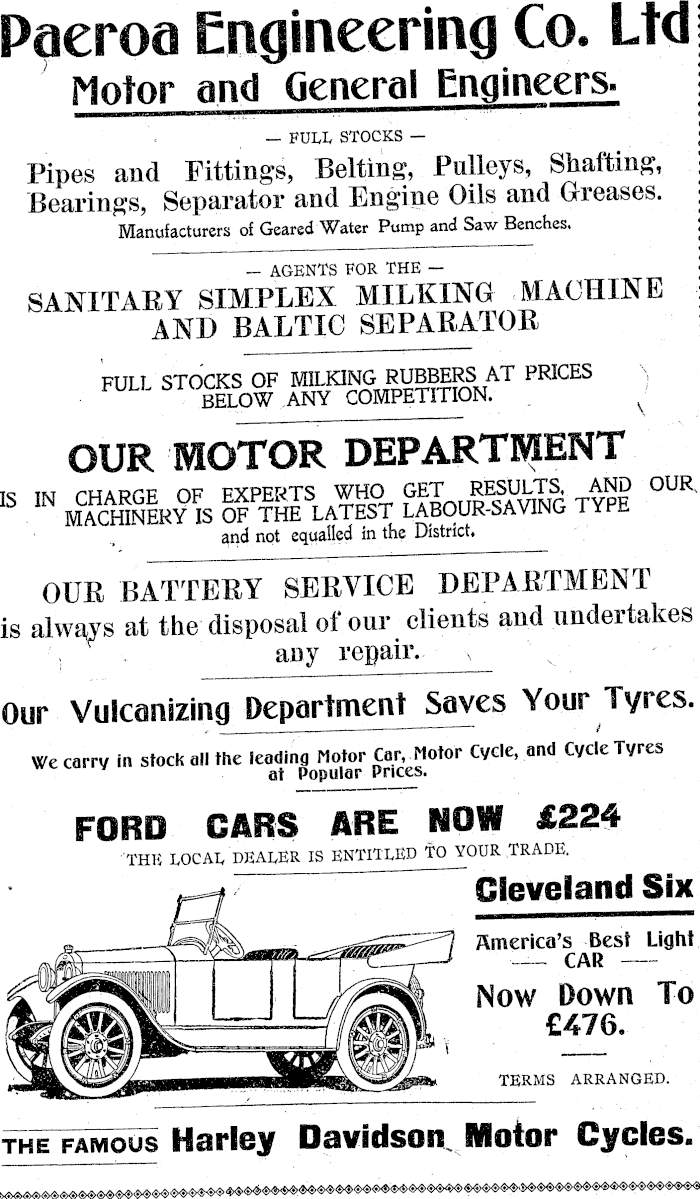 Paeroa Engineering Co. Ltd
Motor and General Engineers.
— FULL STOCKS —
Pipes and Fittings, Belting, Pulleys, Shafting,
Bearings, Separator and Engine Oils and Greases.
Manufacturers of Geared Water Pump and Saw Benches.
— AGENTS FOR THE —
SANITARY SIMPLEX MILKING MACHINE
AND BALTIC SEPARATOR
FULL STOCKS OF MILKING RUBBERS AT PRICES
BELOW ANY COMPETITION.
OUR MOTOR DEPARTMENT
IS IN CHARGE OF EXPERTS WHO GET RESULTS, AND OUR
MACHINERY IS OF THE LATEST LABOUR-SAVING TYPE
and not equalled in the District.
OUR BATTERY SERVICE DEPARTMENT
is always at the disposal of our clients and undertakes
any repair.
Our Vulcanizing Department Saves Your Tyres.
We carry in stock all the leading Motor Car, Motor Cycle, and Cycle Tyres
at Popular Prices.
FORD CARS ARE NOW £224
THE LOCAL DEALER IS ENTITLED TO YOUR TRADE.
Cleveland Six
America's Best Light
— CAR —
Now Down To
£476.
TERMS ARRANGED.
THE FAMOUS Harley Davidson Motor Cycles.